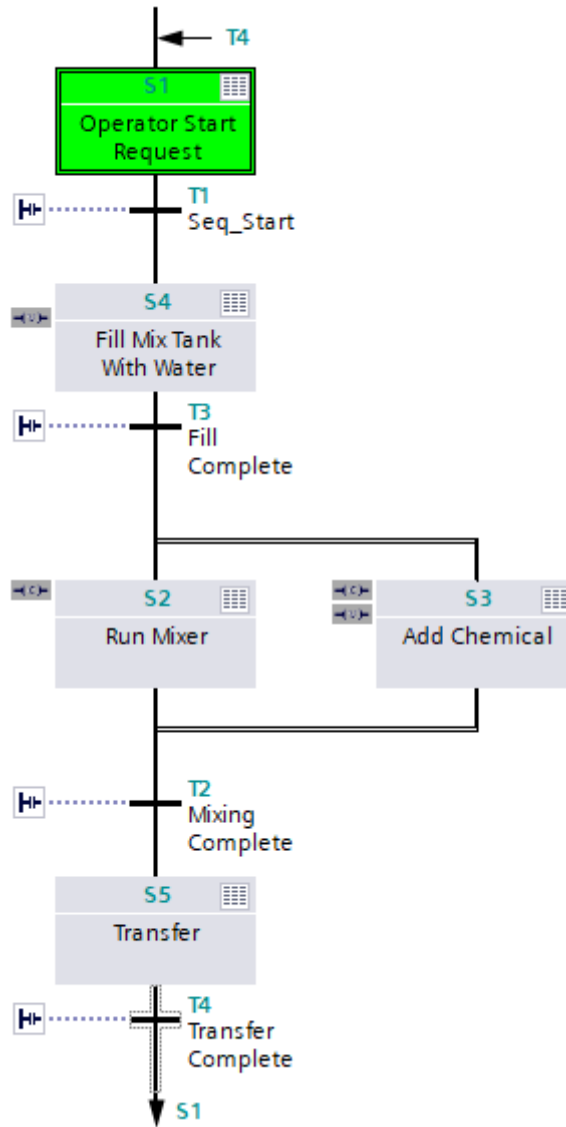 T4
S1
Operator Start
Request
T1
Seq_Start
S4
Fill Mix Tank
With Water
T3
Fill
Complete
S2
Run Mixer
S3
Add Chemical
T2
Mixing
Complete
S5
Transfer
T4
Transfer
Complete
S1